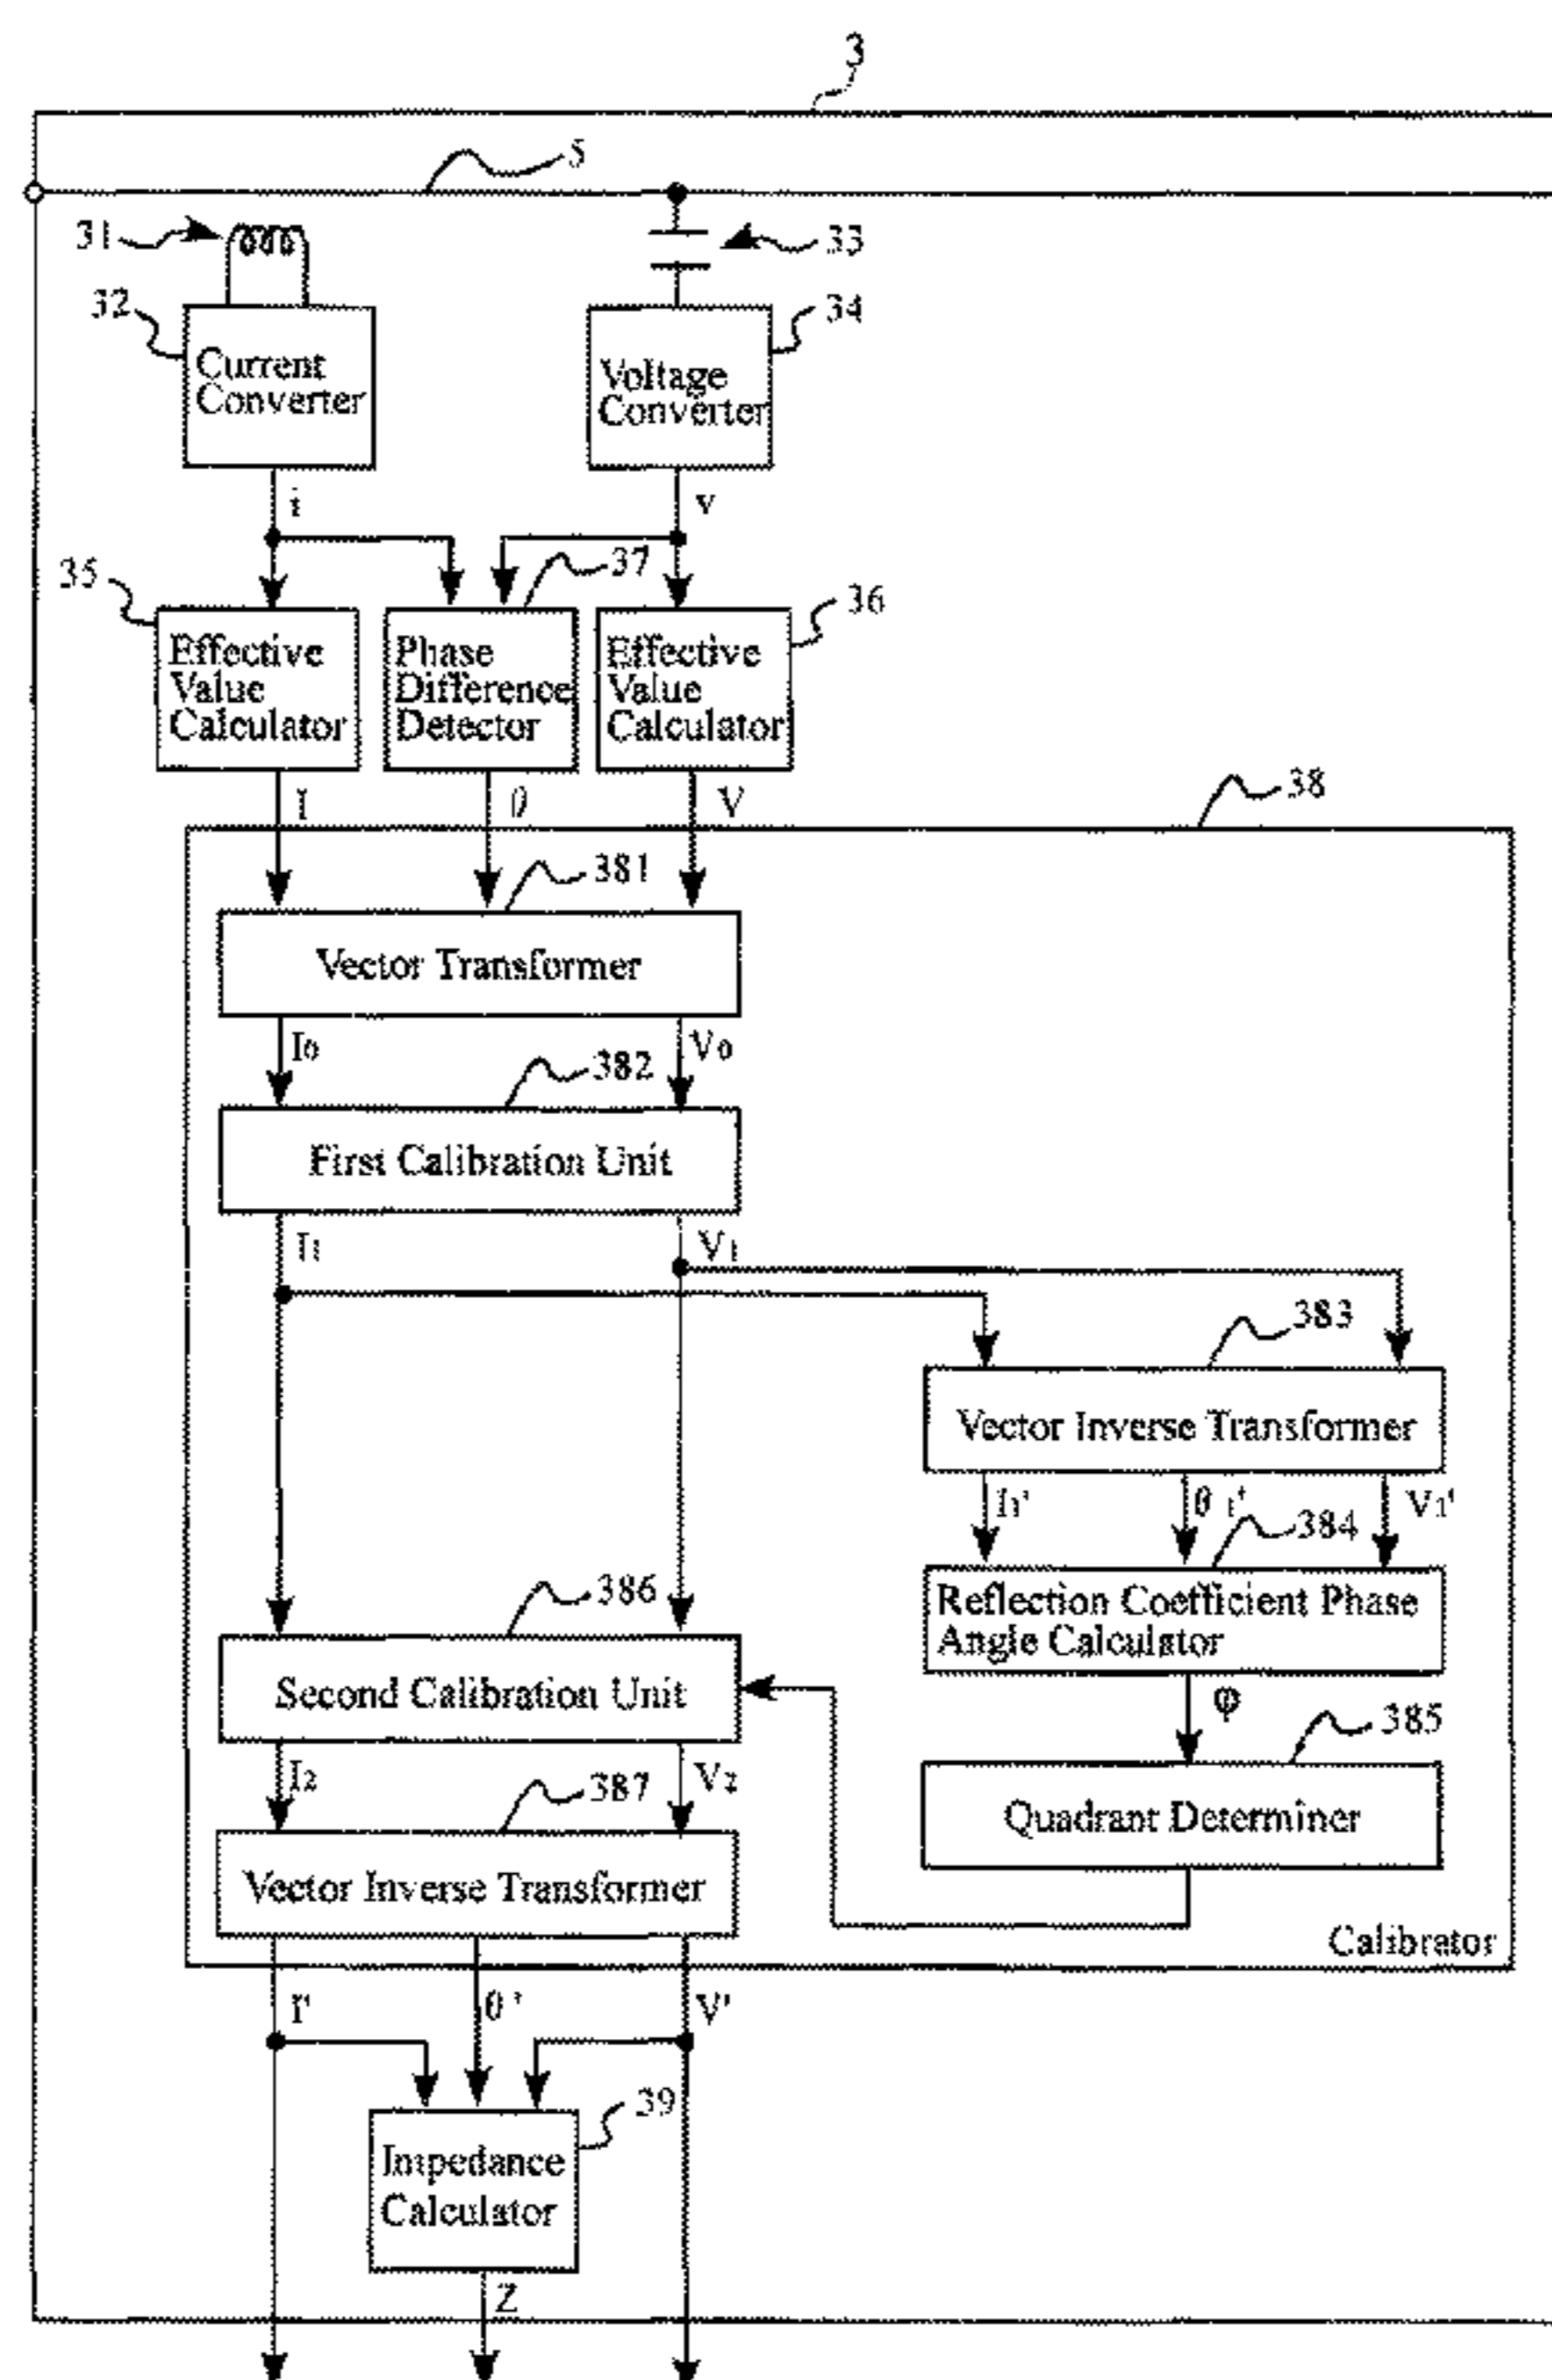 3
5
31
33
32
34
Current
Converter
Voltage
Converter
i
v
35
37
36
Effective
Value
Calculator
Phase
Difference
Detector
Effective
Value
Calculator
I
θ
V
38
381
Vector Transformer
I0
V0
382
First Calibration Unit
I1
V1
383
Vector Inverse Transformer
I1'
θ1'
V1'
384
386
Reflection Coefficient Phase
Angle Calculator
Second Calibration Unit
φ
385
I2
V2
387
Quadrant Determiner
Vector Inverse Transformer
Calibrator
I'
θ'
V'
39
Impedance
Calculator
Z